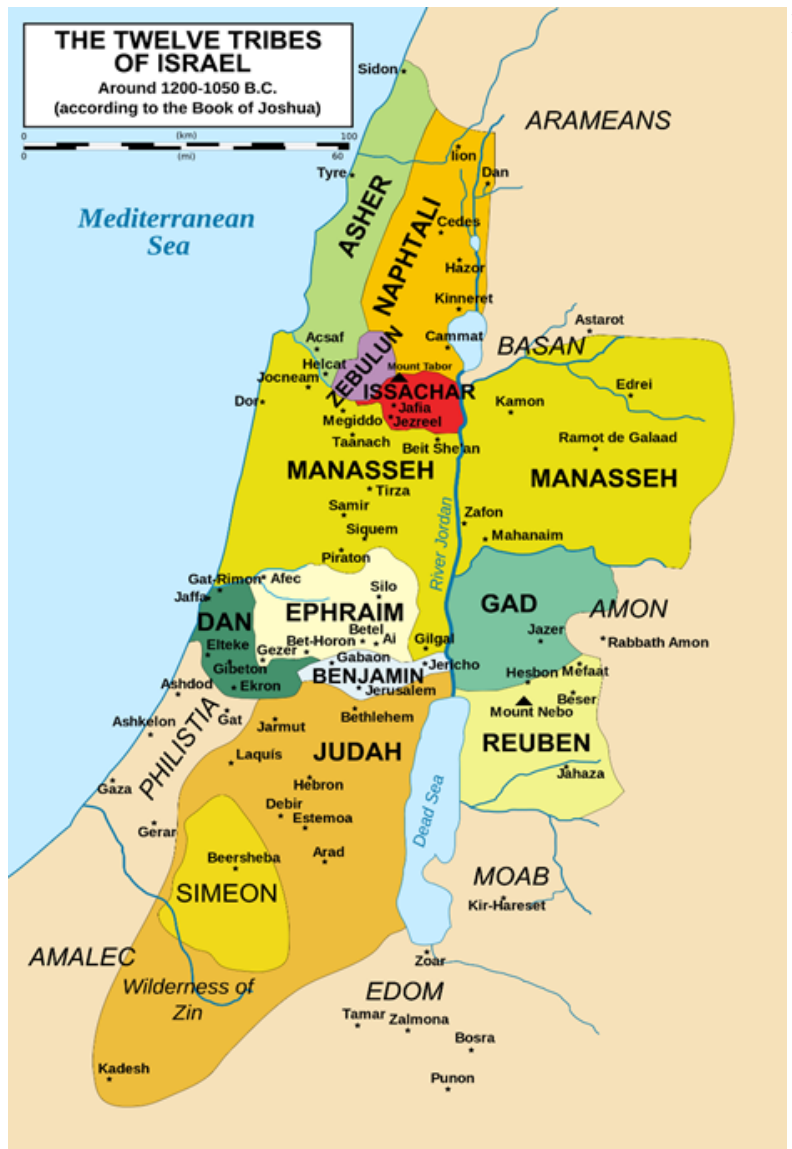 THE TWELVE TRIBES
OF ISRAEL
Around 1200-1050 B.C.
(according to the Book of Joshua)
0 (km) 100
0 (mi) 60
Sidon
ARAMEANS
Iion
Tyre
Dan
ASHER
Mediterranean
Sea
NAPHTALI
Cedes
Hazor
Kinneret
Astarot
Acsaf
Cammat
BASAN
Helcat
ZEBULUN
Mount Tabor
Jocneam
ISSACHAR
Edrei
Dor
Jafia
Kamon
Megiddo
Jezreel
Taanach
Beit She'an
Ramot de Galaad
MANASSEH
MANASSEH
Tirza
Samir
Zafon
Siquem
River Jordan
Mahanaim
Piraton
Gat-Rimon
Afec
Silo
Jaffa
EPHRAIM
GAD
AMON
DAN
Betel
Jazer
Elteke
Bet-Horon
Ai
Gilgal
Rabbath Amon
Gezer
Gabaon
Jericho
Gibeton
BENJAMIN
Hesbon
Mefaat
Ashdod
Ekron
Jerusalem
Beser
Ashkelon
Gat
Bethlehem
Mount Nebo
Jarmut
PHILISTIA
JUDAH
REUBEN
Laquis
Jahaza
Gaza
Hebron
Debir
Dead Sea
Estemoa
Gerar
Beersheba
Arad
SIMEON
MOAB
Kir-Hareset
AMALEC
Zoar
Wilderness of
Zin
EDOM
Tamar
Zalmona
Bosra
Kadesh
Punon